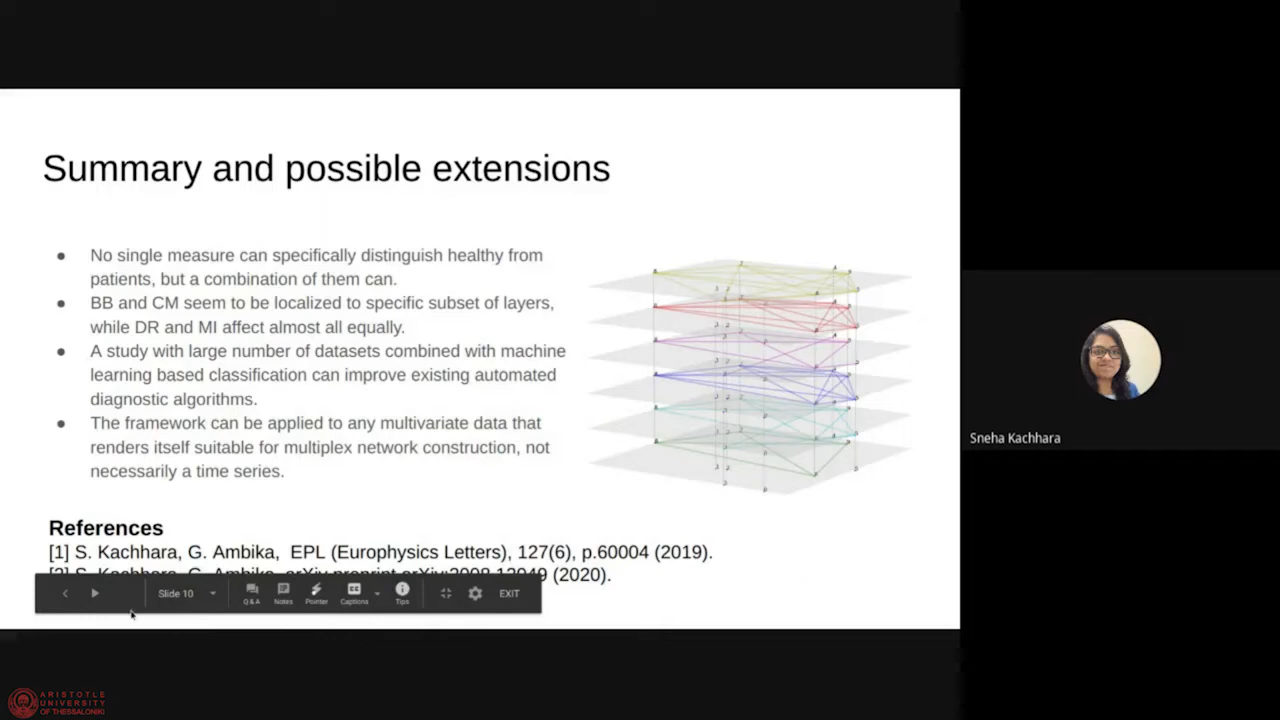 Summary and possible extensions
● No single measure can specifically distinguish healthy from
patients, but a combination of them can.
● BB and CM seem to be localized to specific subset of layers,
while DR and MI affect almost all equally.
● A study with large number of datasets combined with machine
learning based classification can improve existing automated
diagnostic algorithms.
● The framework can be applied to any multivariate data that
renders itself suitable for multiplex network construction, not
necessarily a time series.
References
[1] S. Kachhara, G. Ambika, EPL (Europhysics Letters), 127(6), p.60004 (2019).
(2020).
Slide 10
Q&A
Notes
Pointer
Captions
Tips
EXIT
Sneha Kachhara
ARISTOTLE
UNIVERSITY
OF THESSALONIKI